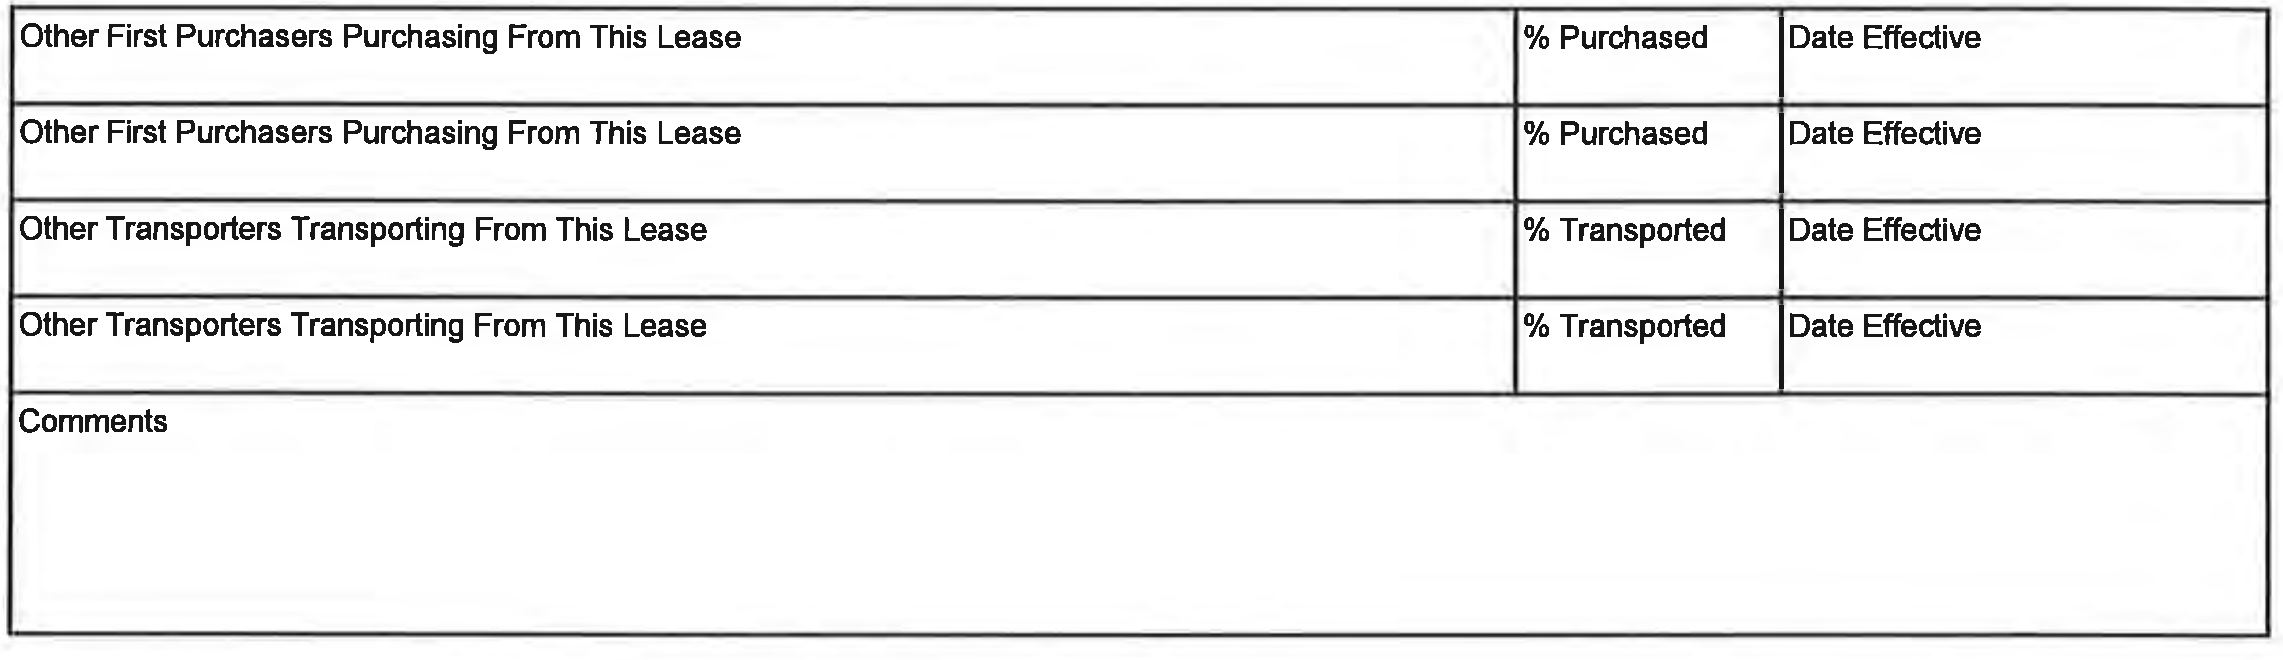 Other First Purchasers Purchasing From This Lease % Purchased Date Effective
Other First Purchasers Purchasing From This Lease % Purchased Date Effective
Other Transporters Transporting From This Lease % Transported Date Effective
Other Transporters Transporting From This Lease % Transported Date Effective
Comments